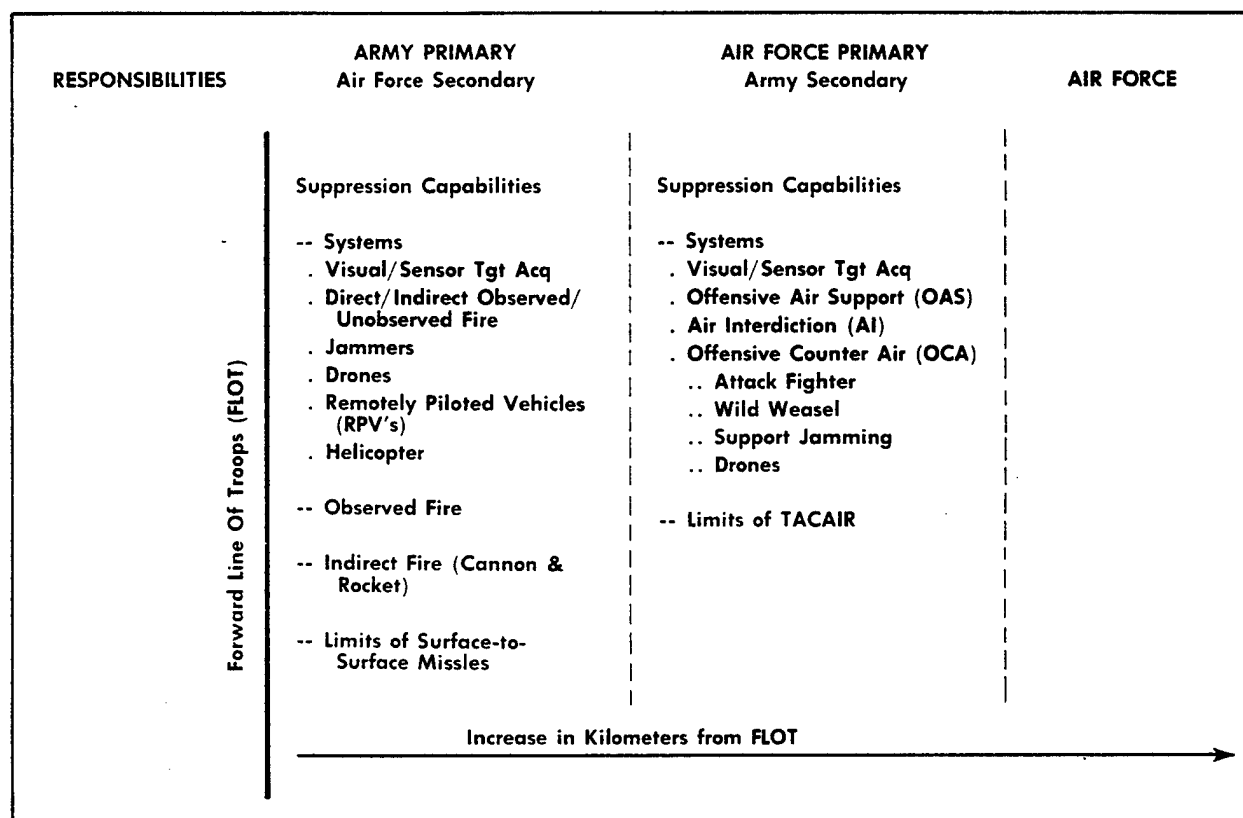 RESPONSIBILITIES
ARMY PRIMARY
Air Force Secondary
AIR FORCE PRIMARY
Army Secondary
AIR FORCE
Forward Line Of Troops (FLOT)
Suppression Capabilities
-- Systems
. Visual/Sensor Tgt Acq
. Direct/Indirect Observed/
Unobserved Fire
. Jammers
. Drones
. Remotely Piloted Vehicles
(RPV's)
. Helicopter
-- Observed Fire
-- Indirect Fire (Cannon &
Rocket)
-- Limits of Surface-to-
Surface Missles
Suppression Capabilities
-- Systems
. Visual/Sensor Tgt Acq
. Offensive Air Support (OAS)
. Air Interdiction (AI)
. Offensive Counter Air (OCA)
.. Attack Fighter
.. Wild Weasel
.. Support Jamming
.. Drones
-- Limits of TACAIR
Increase in Kilometers from FLOT